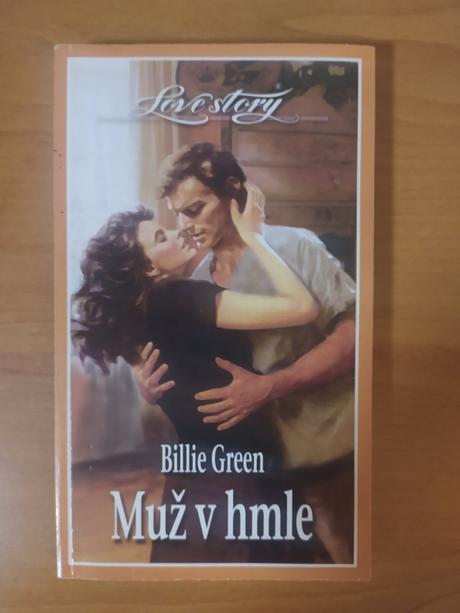 Love story
Billie Green
Muž v hmle